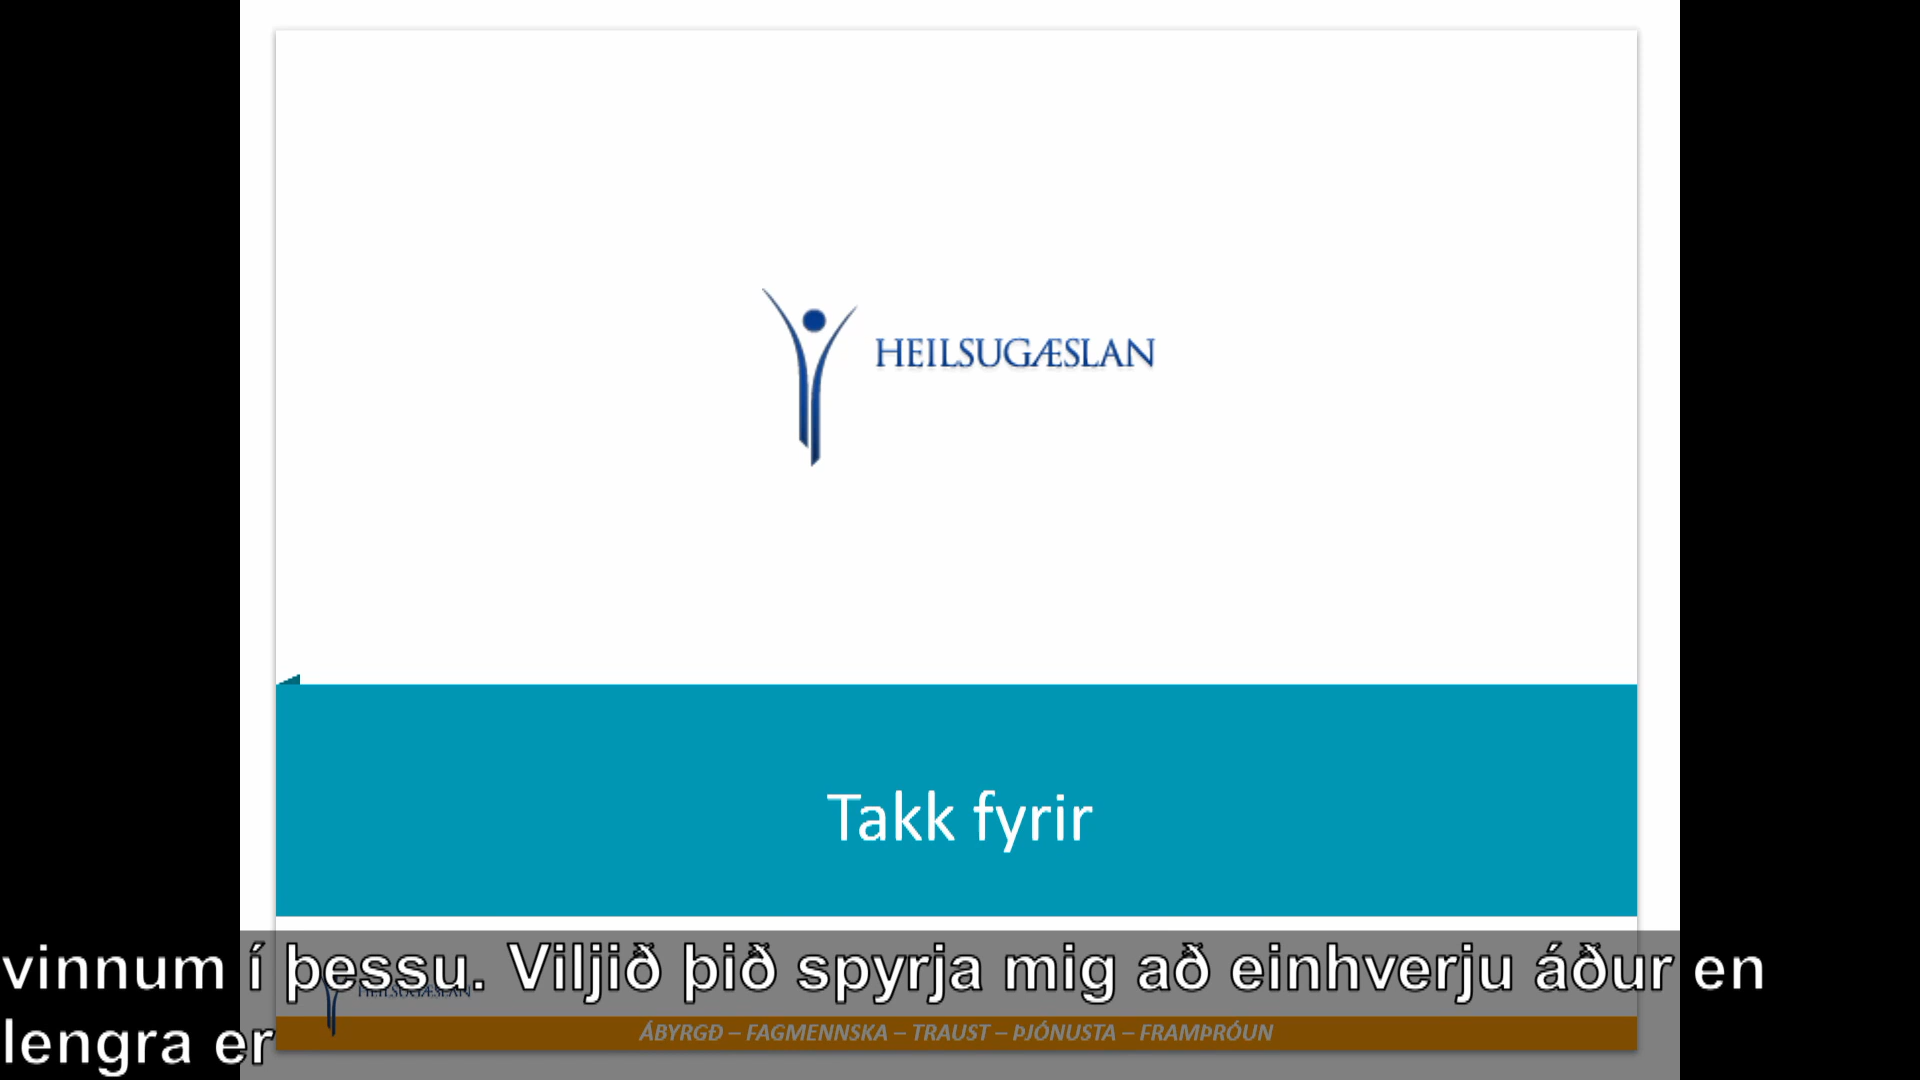 HEILSUGÆSLAN
Takk fyrir
vinnum í þessu. Viljið þið spyrja mig að einhverju áður en
lengra er
HEILSUGÆSLAN
ÁBYRGÐ – FAGMENNSKA – TRAUST – ÞJÓNUSTA – FRAMÞRÓUN